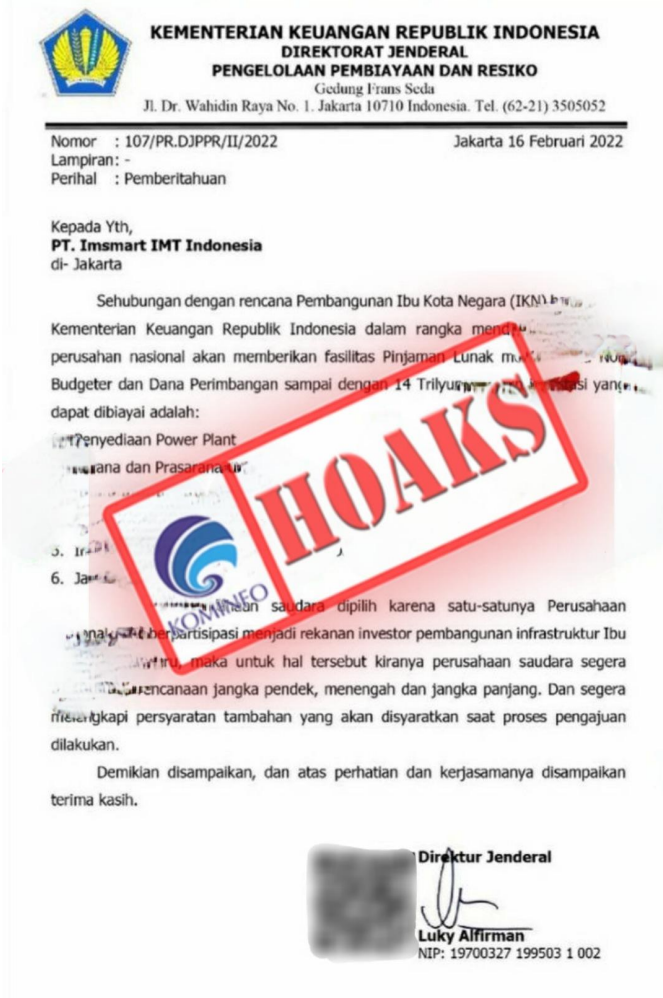 KEMENTERIAN KEUANGAN REPUBLIK INDONESIA
DIREKTORAT JENDERAL
PENGELOLAAN PEMBIAYAAN DAN RESIKO
Gedung Frans Seda
Jl. Dr. Wahidin Raya No. 1. Jakarta 10710 Indonesia. Tel. (62-21) 3505052
Nomor : 107/PR.DJPPR/II/2022 Jakarta 16 Februari 2022
Lampiran: -
Perihal : Pemberitahuan
Kepada Yth,
PT. Imsmart IMT Indonesia
di- Jakarta
Sehubungan dengan rencana Pembangunan Ibu Kota Negara (IKN)
Kementerian Keuangan Republik Indonesia dalam rangka
perusahan nasional akan memberikan fasilitas Pinjaman Lunak
Budgeter dan Dana Perimbangan sampai dengan 14 Trilyun yang
dapat dibiayai adalah:
Penyediaan Power Plant
dan Prasarana
HOAKS
KOMINFO
6.
saudara dipilih karena satu-satunya Perusahaan
berpartisipasi menjadi rekanan investor pembangunan infrastruktur Ibu
maka untuk hal tersebut kiranya perusahaan saudara segera
jangka pendek, menengah dan jangka panjang. Dan segera
melengkapi persyaratan tambahan yang akan disyaratkan saat proses pengajuan
dilakukan.
Demikian disampaikan, dan atas perhatian dan kerjasamanya disampaikan
terima kasih.
Direktur Jenderal
Luky Alfirman
NIP: 19700327 199503 1 002